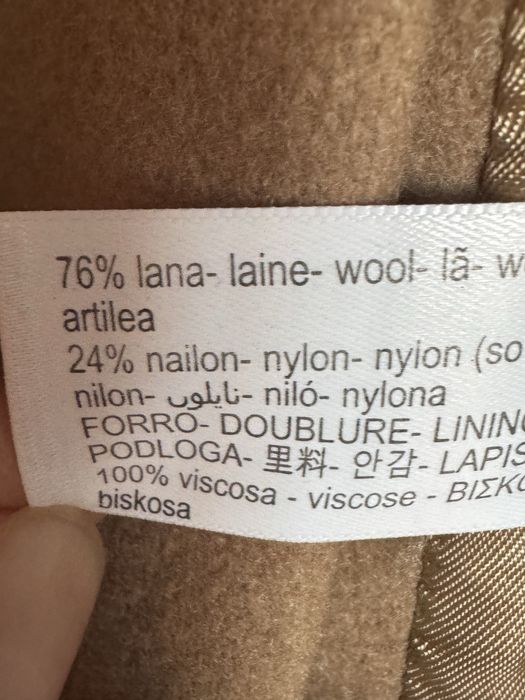 76% lana- laine- wool- lã- w
artilea
24% nailon- nylon- nylon (so
nilon- نايلون- niló- nylona
FORRO- DOUBLURE- LINING
PODLOGA- 里料- 안감- LAPIS
100% viscosa - viscose - ΒΙΣΚΟ
biskosa